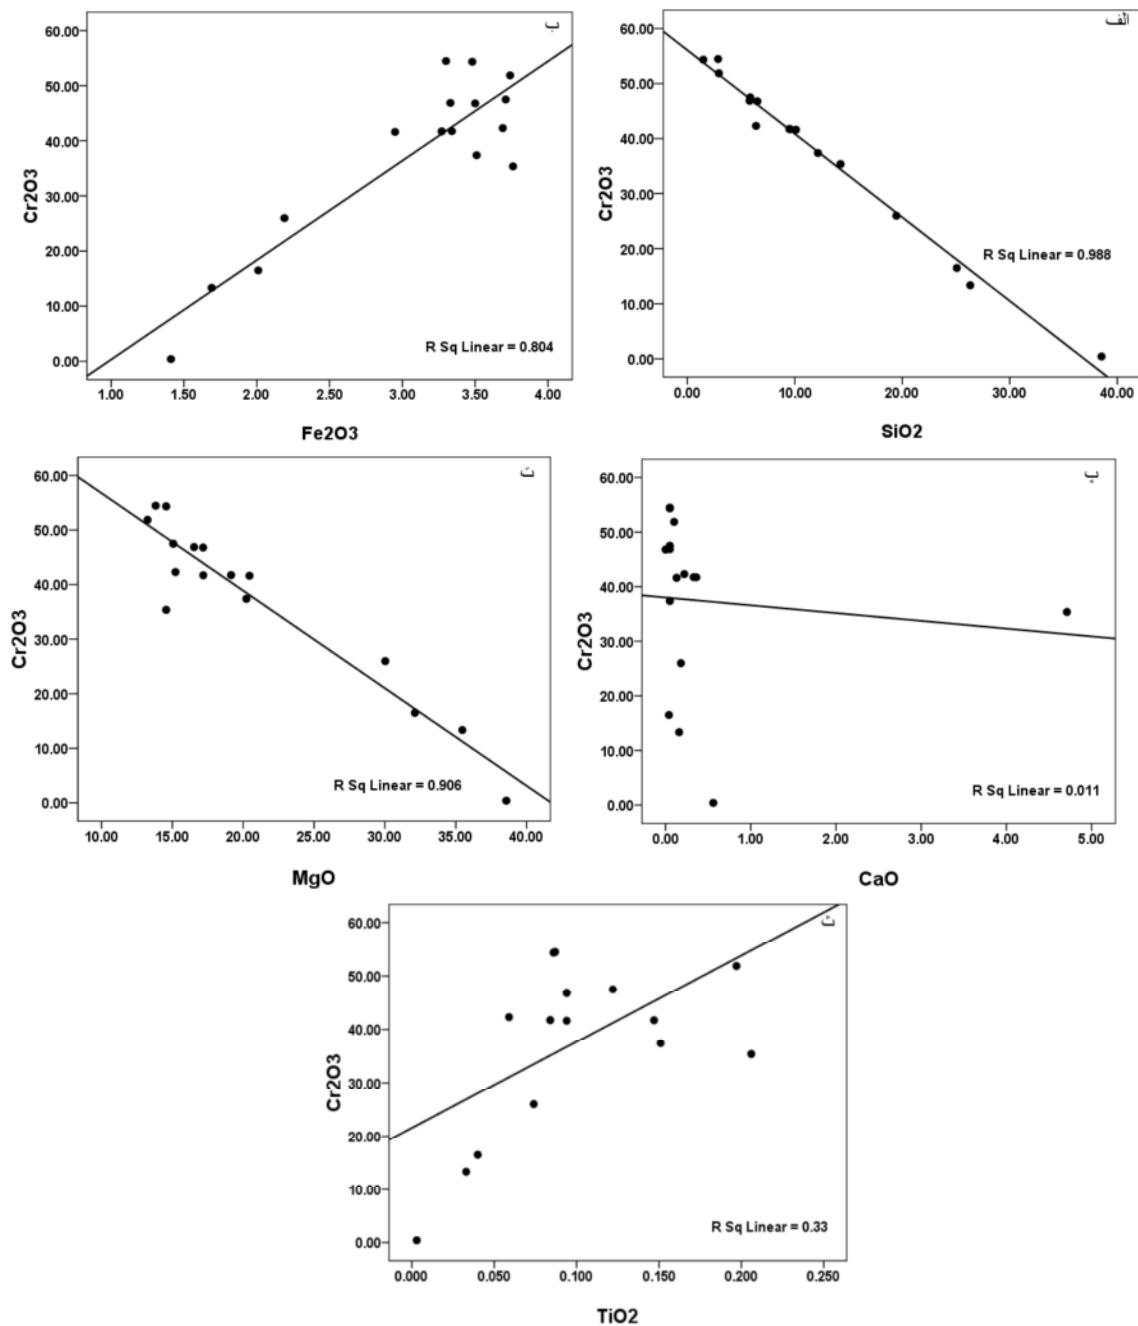 ب
60.00
50.00
40.00
30.00
20.00
10.00
0.00
Cr2O3
R Sq Linear = 0.804
1.00 1.50 2.00 2.50 3.00 3.50 4.00
Fe2O3
الف
60.00
50.00
40.00
30.00
20.00
10.00
0.00
Cr2O3
R Sq Linear = 0.988
0.00 10.00 20.00 30.00 40.00
SiO2
ت
60.00
50.00
40.00
30.00
20.00
10.00
0.00
Cr2O3
R Sq Linear = 0.906
10.00 15.00 20.00 25.00 30.00 35.00 40.00
MgO
پ
60.00
50.00
40.00
30.00
20.00
10.00
0.00
Cr2O3
R Sq Linear = 0.011
0.00 1.00 2.00 3.00 4.00 5.00
CaO
ث
60.00
50.00
40.00
30.00
20.00
10.00
0.00
Cr2O3
R Sq Linear = 0.33
0.000 0.050 0.100 0.150 0.200 0.250
TiO2